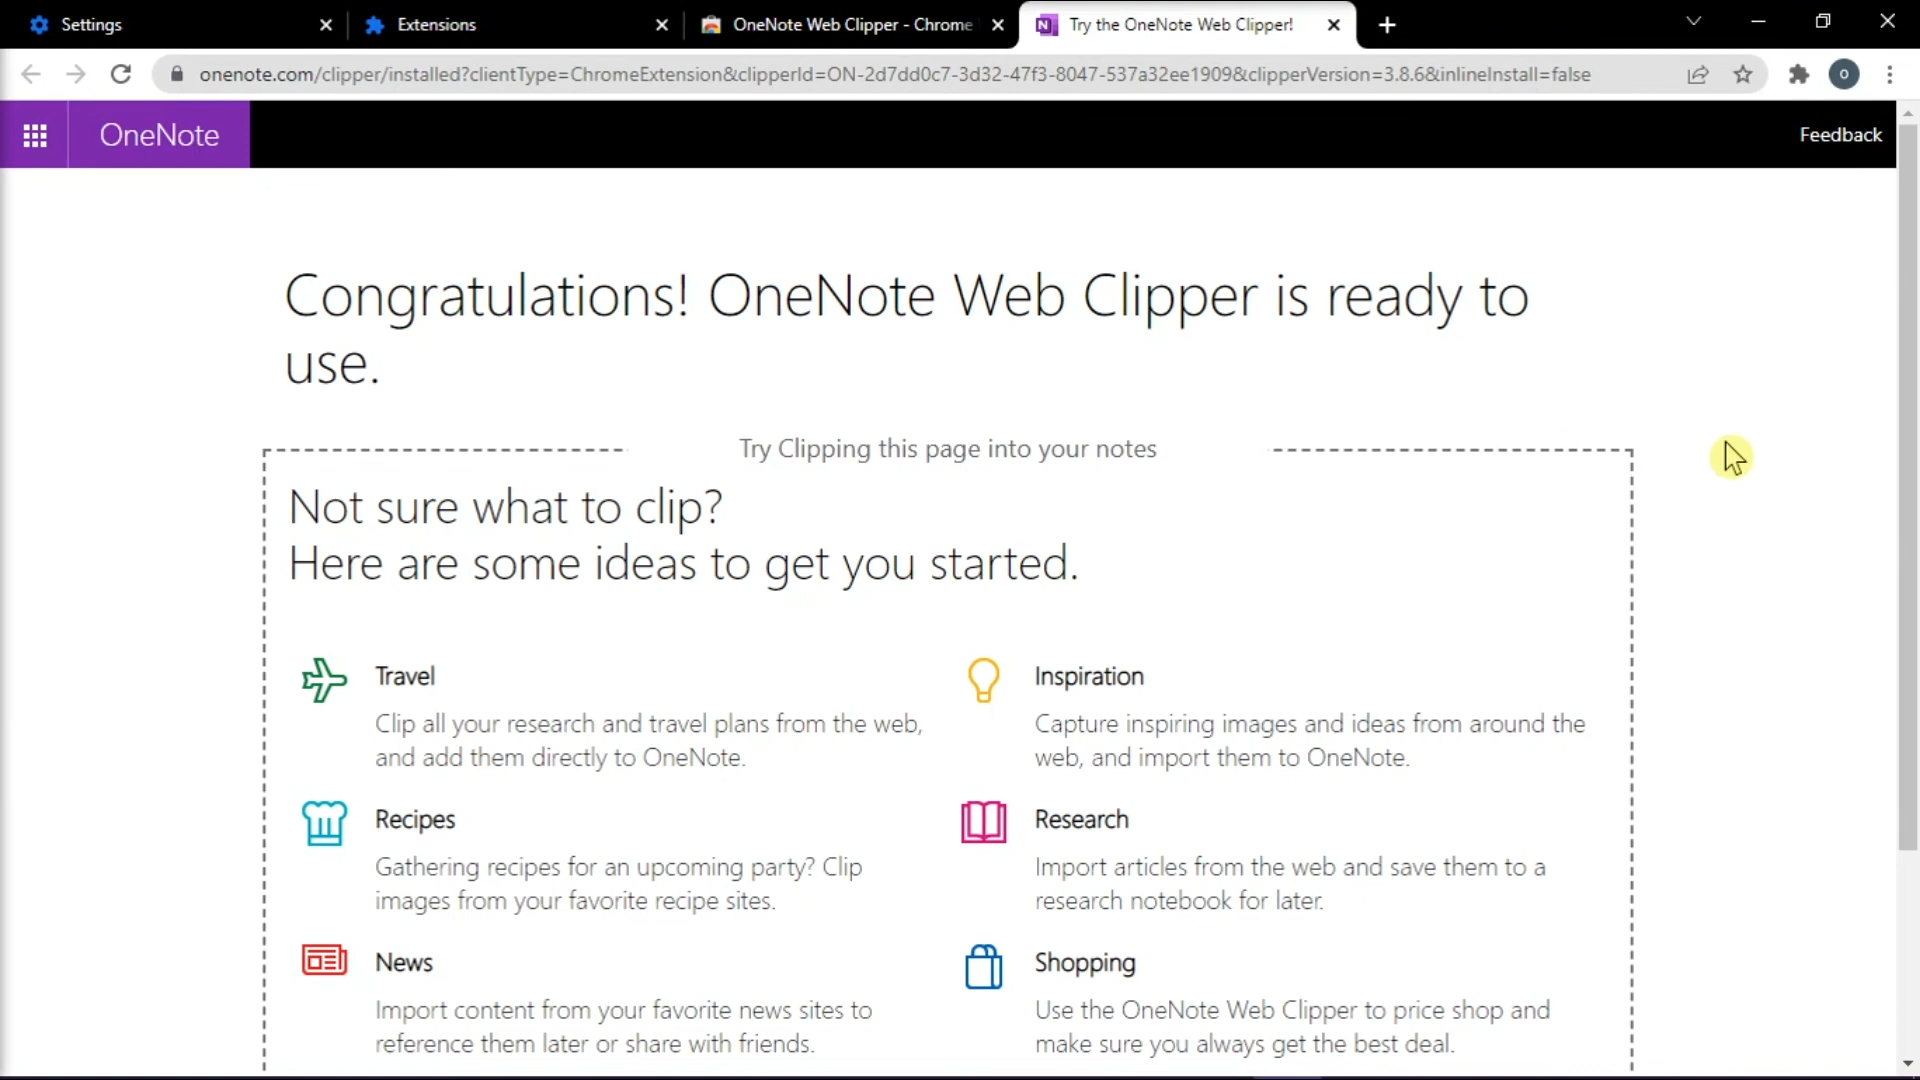 Settings
Extensions
OneNote Web Clipper - Chrome
Try the OneNote Web Clipper!
onenote.com/clipper/installed?clientType=ChromeExtension&clipperId=ON-2d7dd0c7-3d32-47f3-8047-537a32ee1909&clipperVersion=3.8.6&inlineInstall=false
O
OneNote
Feedback
Congratulations! OneNote Web Clipper is ready to
use.
Try Clipping this page into your notes
Not sure what to clip?
Here are some ideas to get you started.
Travel
Clip all your research and travel plans from the web,
and add them directly to OneNote.
Inspiration
Capture inspiring images and ideas from around the
web, and import them to OneNote.
Recipes
Gathering recipes for an upcoming party? Clip
images from your favorite recipe sites.
Research
Import articles from the web and save them to a
research notebook for later.
News
Import content from your favorite news sites to
reference them later or share with friends.
Shopping
Use the OneNote Web Clipper to price shop and
make sure you always get the best deal.